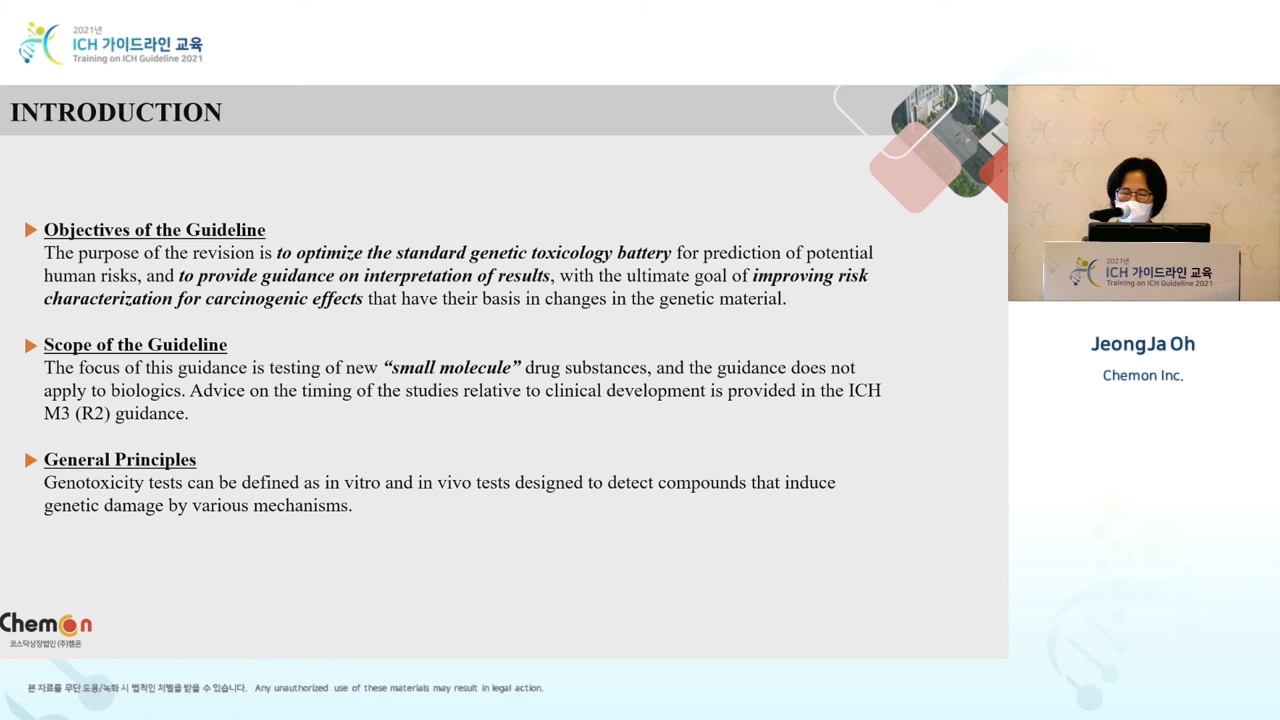 2021년
ICH 가이드라인 교육
Training on ICH Guideline 2021
INTRODUCTION
Objectives of the Guideline
The purpose of the revision is to optimize the standard genetic toxicology battery for prediction of potential
human risks, and to provide guidance on interpretation of results, with the ultimate goal of improving risk
characterization for carcinogenic effects that have their basis in changes in the genetic material.
Scope of the Guideline
The focus of this guidance is testing of new “small molecule” drug substances, and the guidance does not
apply to biologics. Advice on the timing of the studies relative to clinical development is provided in the ICH
M3 (R2) guidance.
General Principles
Genotoxicity tests can be defined as in vitro and in vivo tests designed to detect compounds that induce
genetic damage by various mechanisms.
2021년
ICH 가이드라인 교육
Training on ICH Guideline 2021
JeongJa Oh
Chemon Inc.
Chemon
코스닥상장법인 (주)켐온
본 자료를 무단 도용/녹화 시 법적인 처벌을 받을 수 있습니다. Any unauthorized use of these materials may result in legal action.